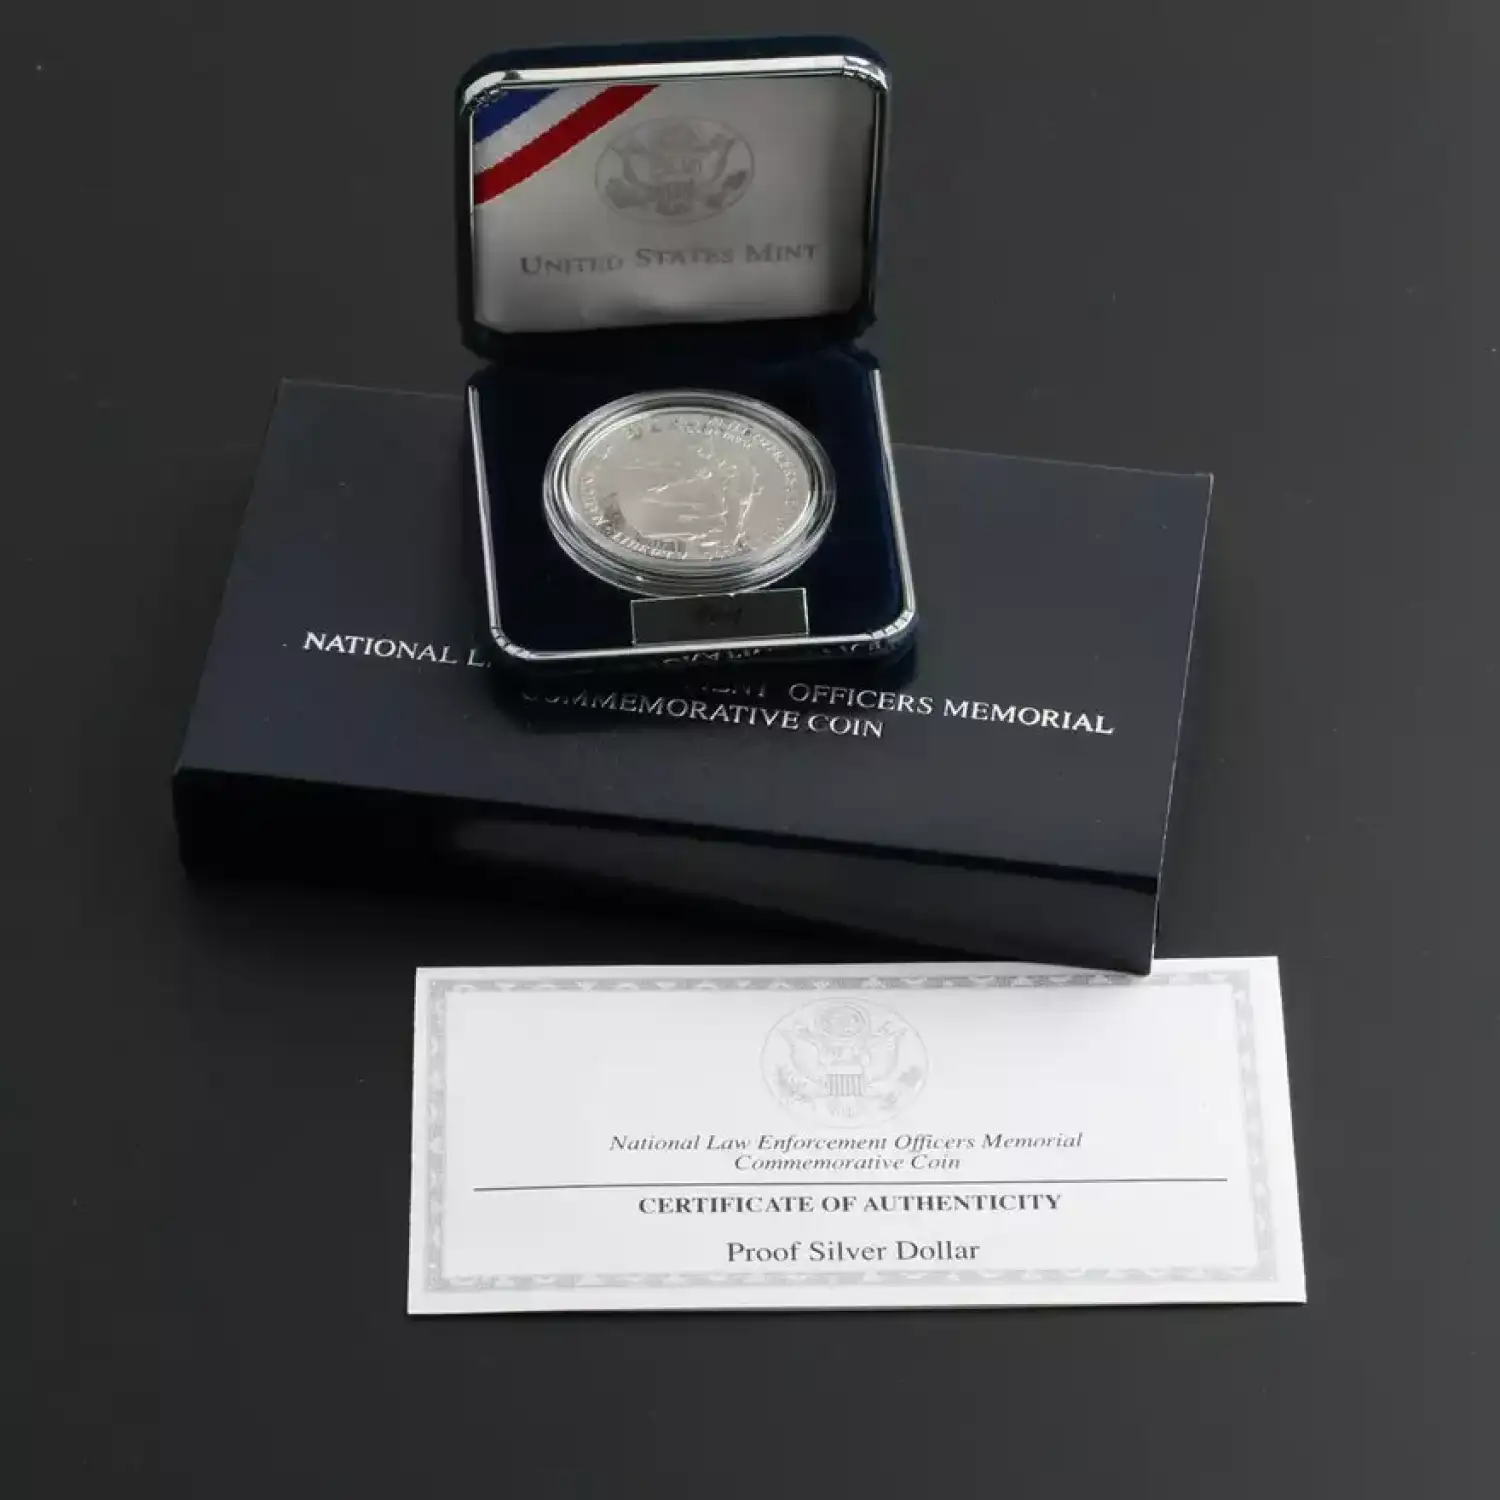 UNITED STATES MINT
NATIONAL L
OFFICERS MEMORIAL
COMMEMORATIVE COIN
National Law Enforcement Officers Memorial
Commemorative Coin
CERTIFICATE OF AUTHENTICITY
Proof Silver Dollar